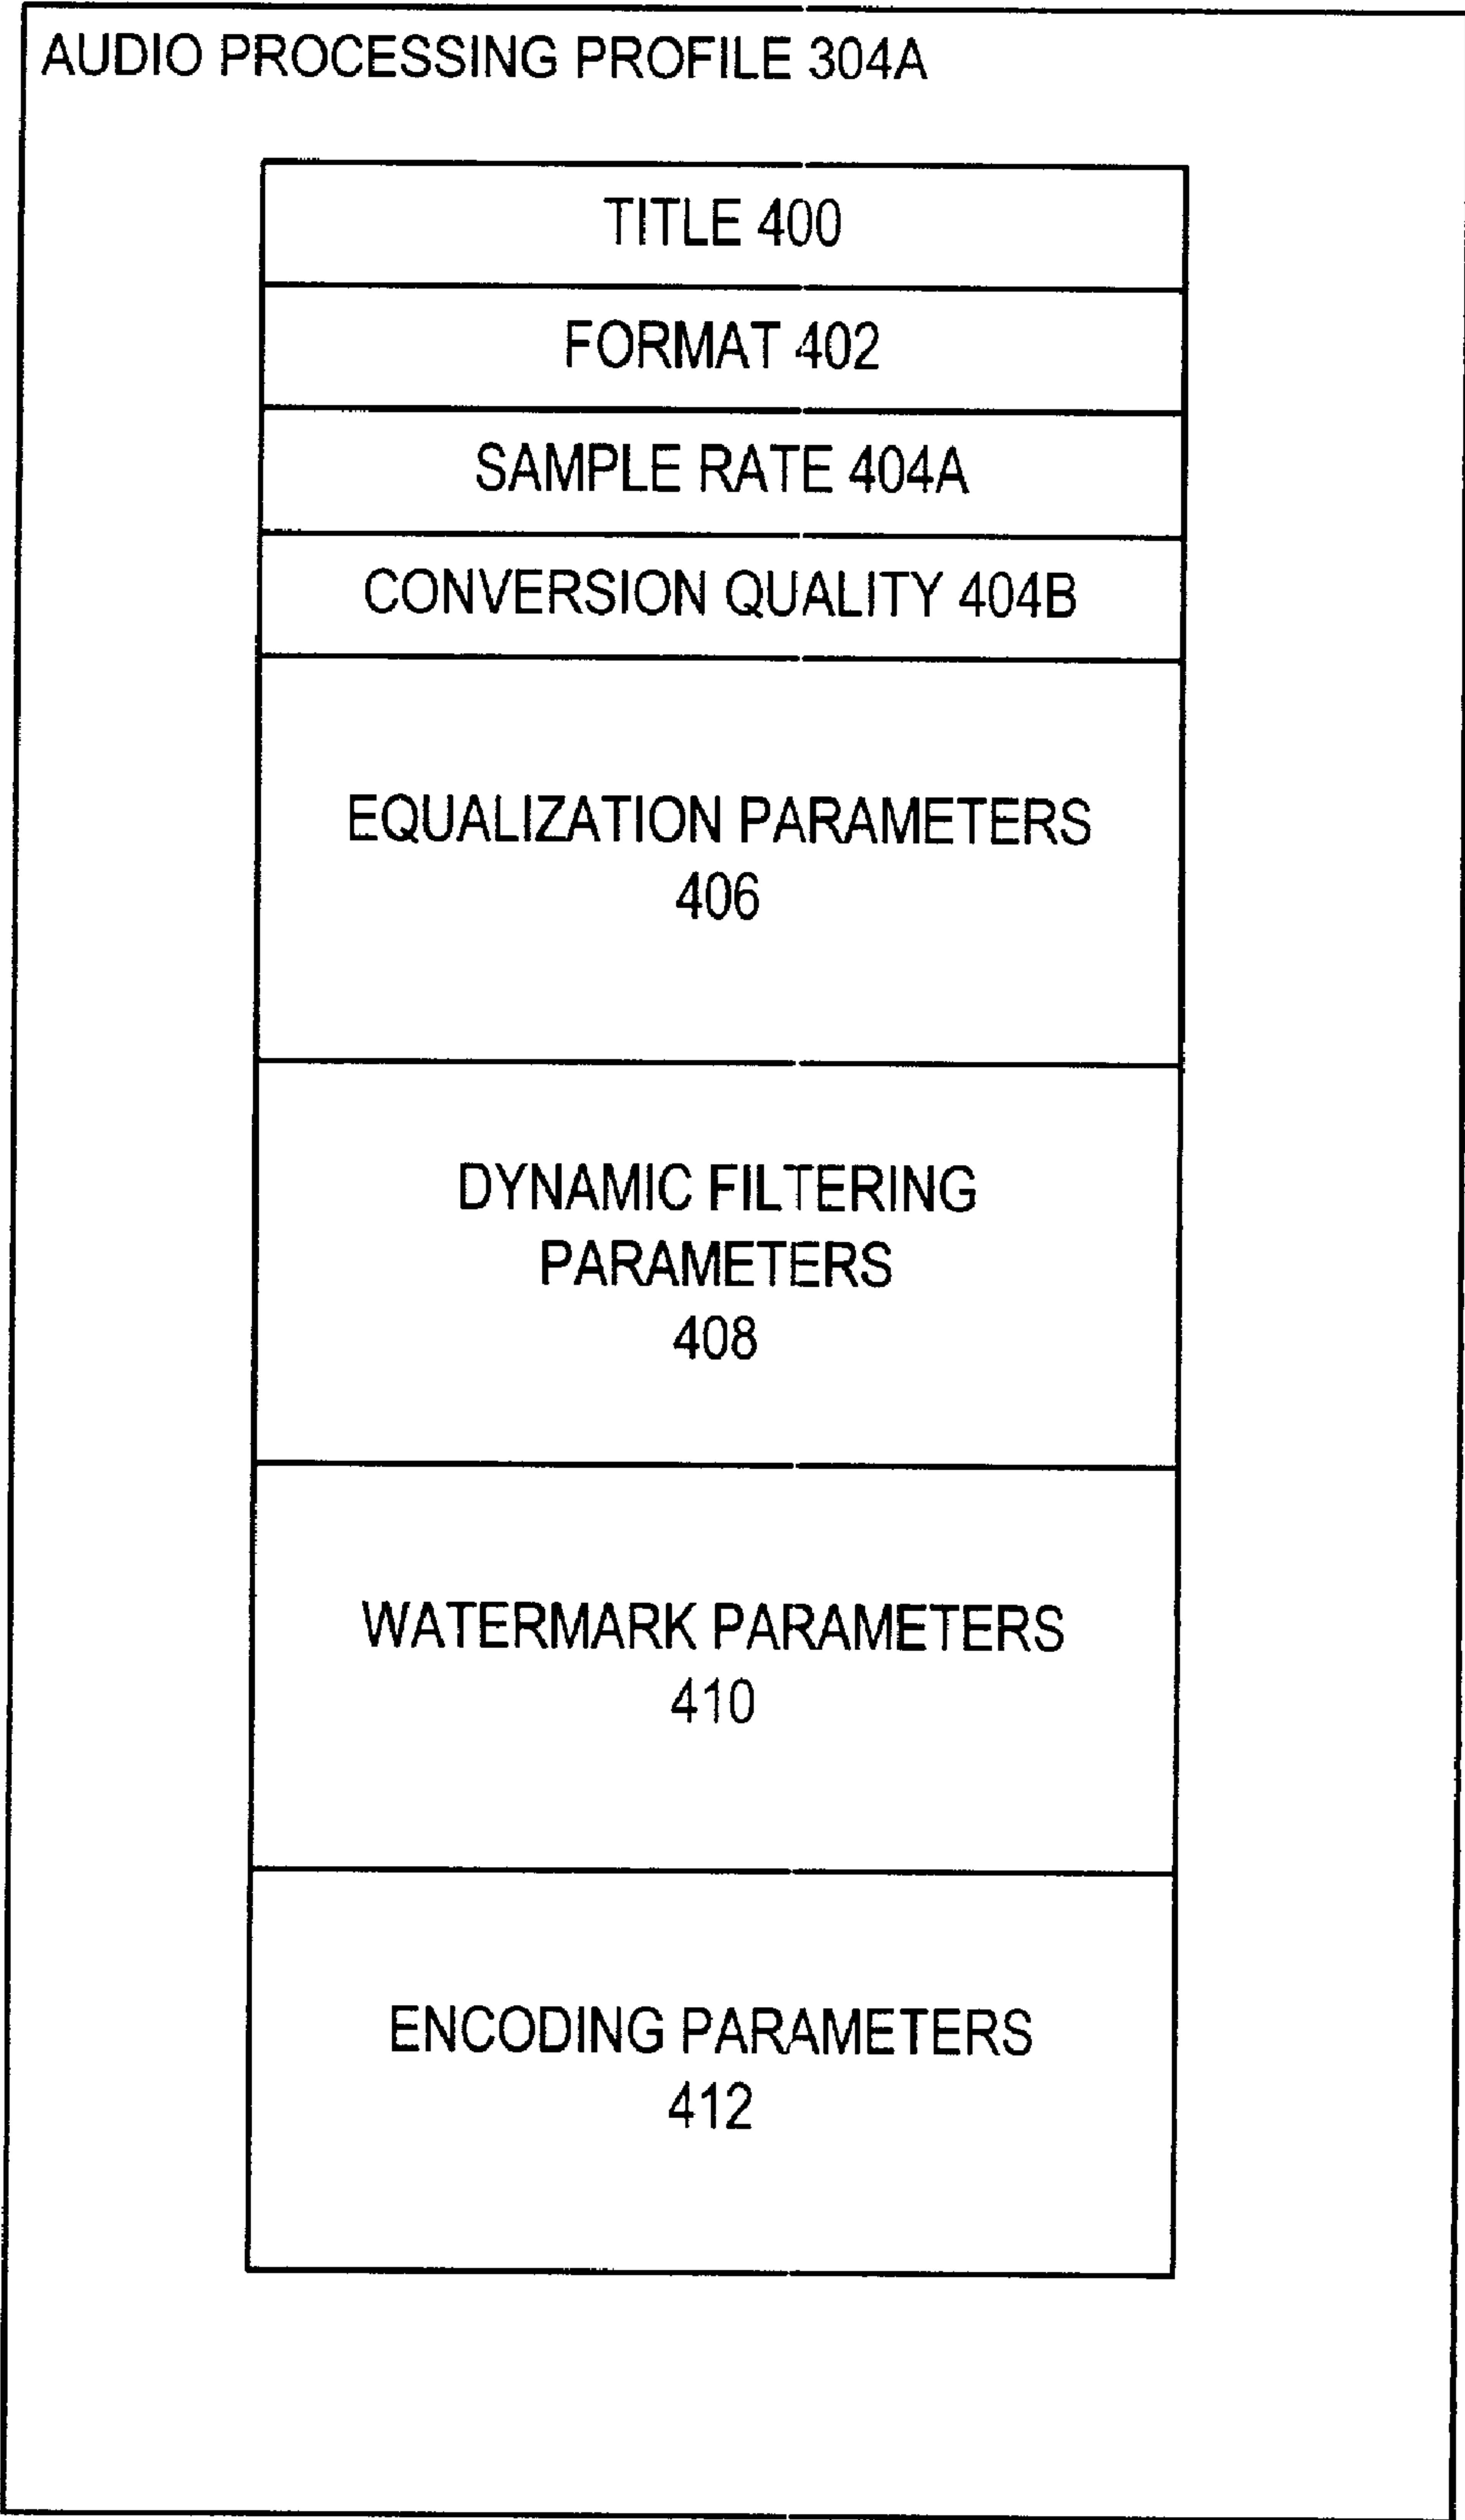 AUDIO PROCESSING PROFILE 304A
TITLE 400
FORMAT 402
SAMPLE RATE 404A
CONVERSION QUALITY 404B
EQUALIZATION PARAMETERS
406
DYNAMIC FILTERING
PARAMETERS
408
WATERMARK PARAMETERS
410
ENCODING PARAMETERS
412